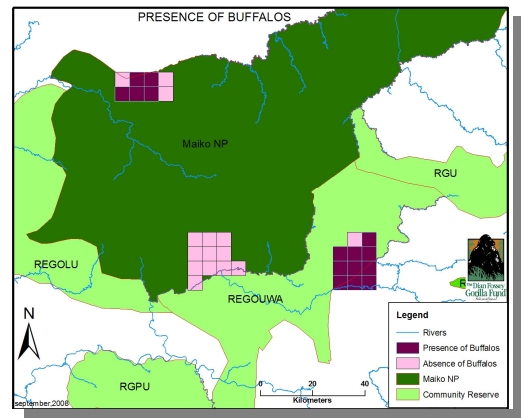 PRESENCE OF BUFFALOS
Maiko NP
RGU
REGOLU
REGOUWA
RGPU
N
The Dian Fossey
Gorilla Fund
International
R
Legend
Rivers
Presence of Buffalos
Absence of Buffalos
Maiko NP
Community Reserve
0 20 40
Kilometers
september,2008